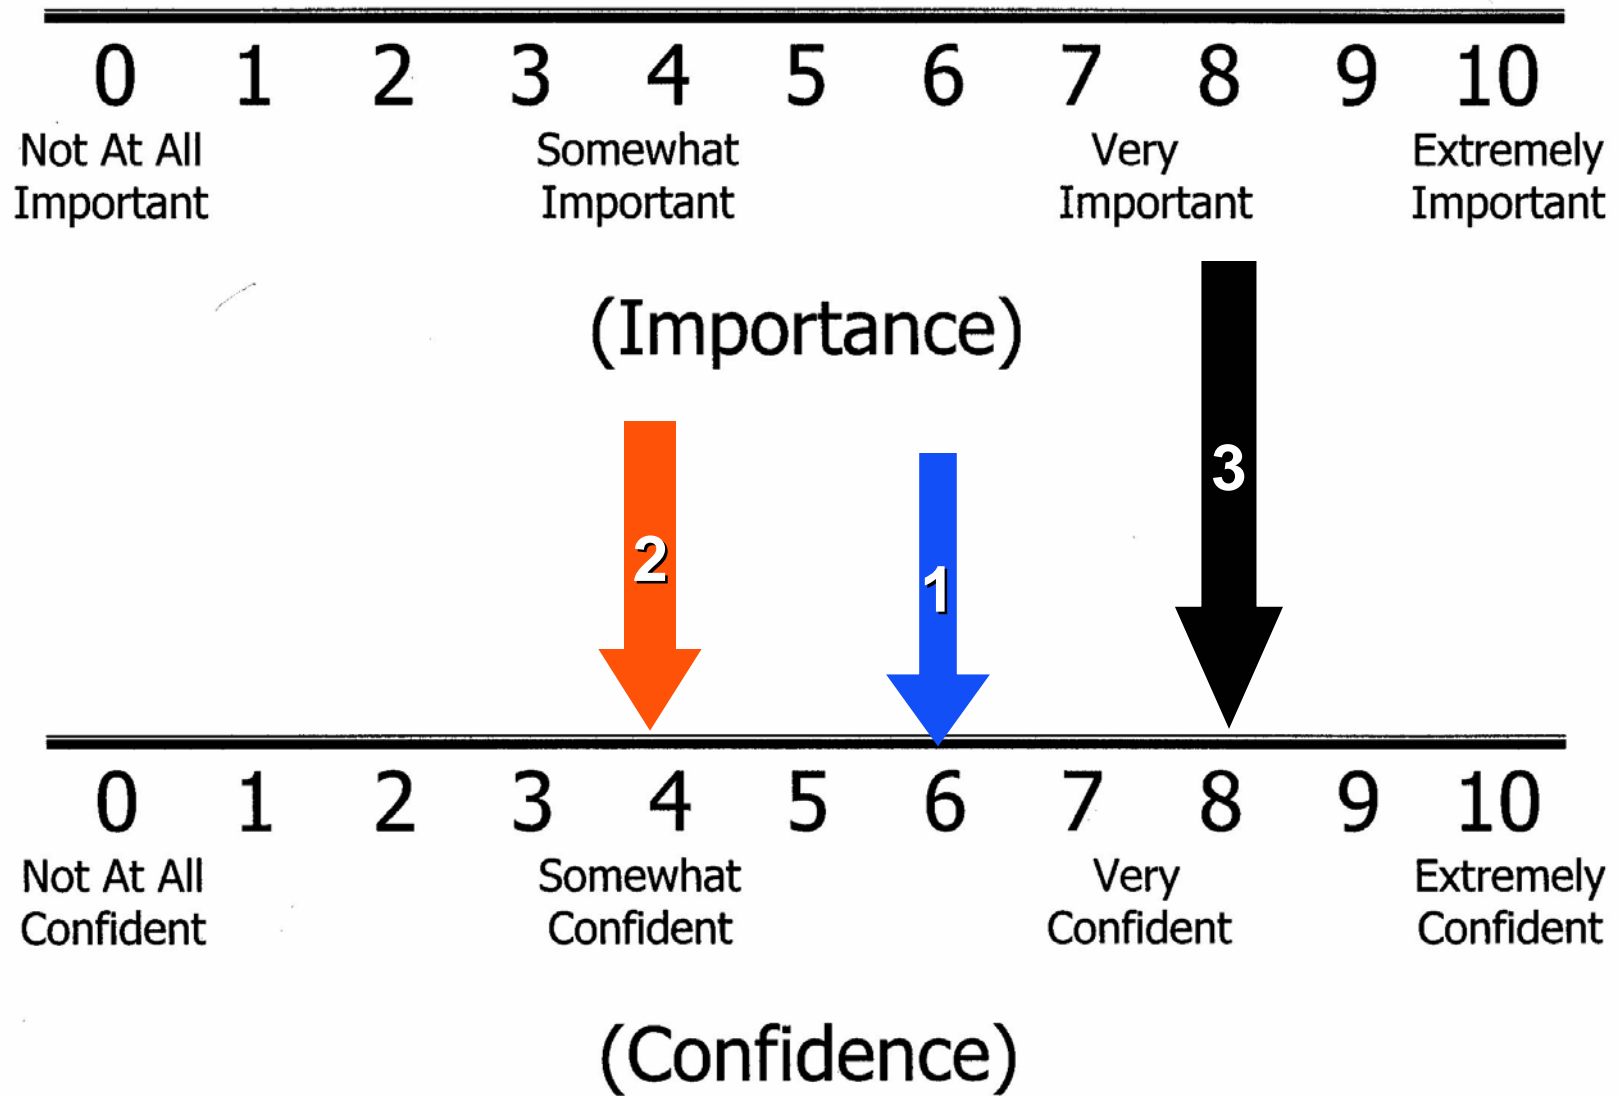 0 1 2 3 4 5 6 7 8 9 10
Not At All Somewhat Very Extremely
Important Important Important Important
(Importance)
3
2
1
0 1 2 3 4 5 6 7 8 9 10
Not At All Somewhat Very Extremely
Confident Confident Confident Confident
(Confidence)